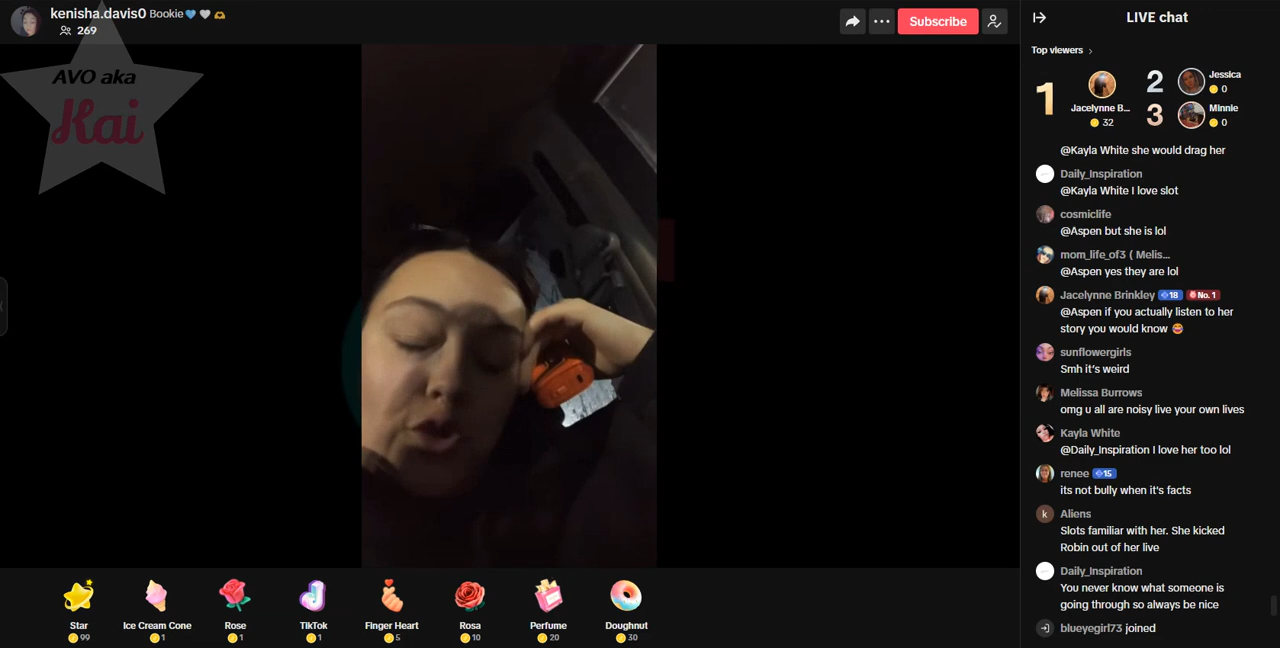 kenisha.davis0 Bookie💙🤍🫶
269
Subscribe
LIVE chat
AVO aka
Kai
Top viewers
1
Jacelynne B...
32
2
Jessica
0
3
Minnie
0
@Kayla White she would drag her
Daily_Inspiration
@Kayla White I love slot
cosmiclife
@Aspen but she is lol
mom_life_of3 ( Melis...
@Aspen yes they are lol
Jacelynne Brinkley 18 No. 1
@Aspen if you actually listen to her
story you would know 😂
sunflowergirls
Smh it's weird
Melissa Burrows
omg u all are noisy live your own lives
Kayla White
@Daily_Inspiration I love her too lol
renee 15
its not bully when it's facts
k
Aliens
Slots familiar with her. She kicked
Robin out of her live
Daily_Inspiration
You never know what someone is
going through so always be nice
blueyegirl73 joined
Star
99
Ice Cream Cone
1
Rose
1
TikTok
1
Finger Heart
5
Rosa
10
Perfume
20
Doughnut
30